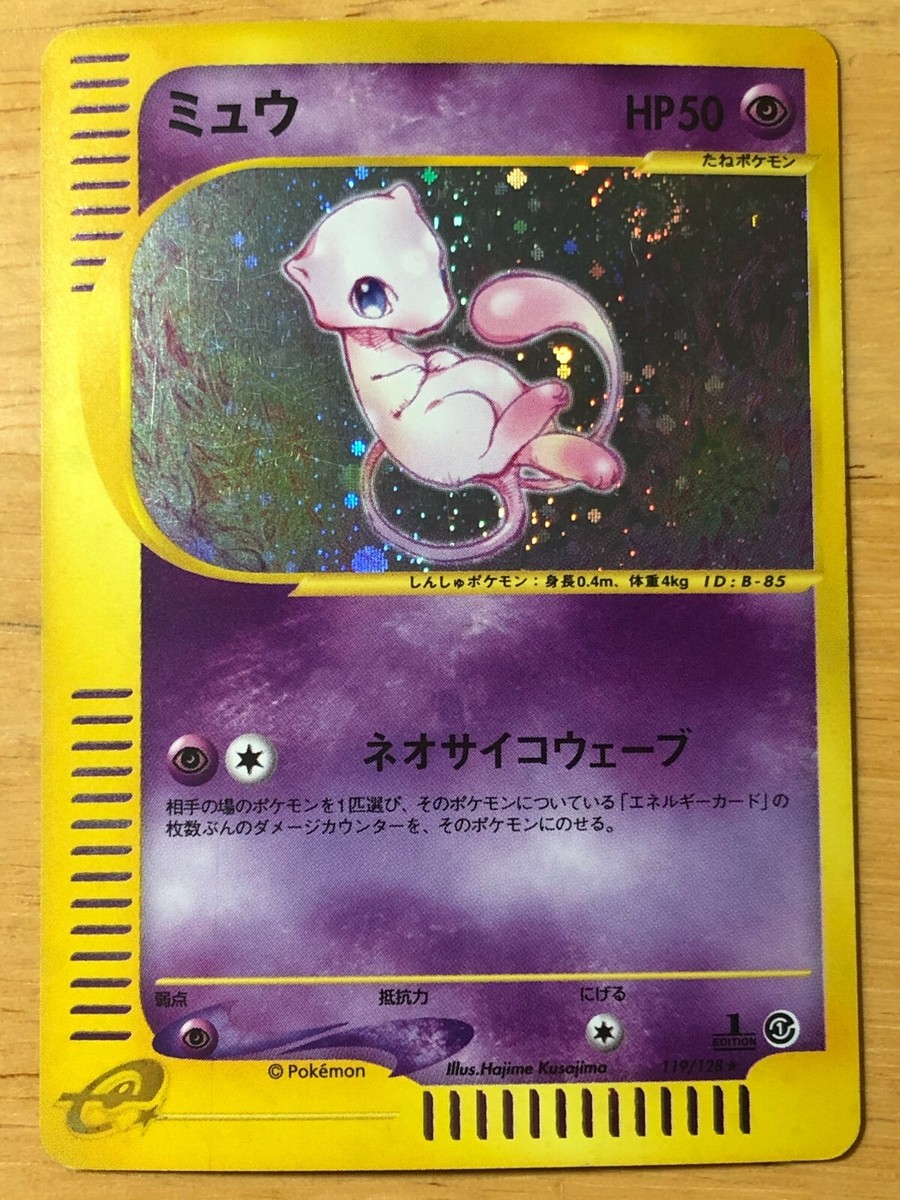 ミュウ
HP50
たねポケモン
しんしゅポケモン：身長0.4m、体重4kg ID:B-85
ネオサイコウェーブ
相手の場のポケモンを1匹選び、そのポケモンについている「エネルギーカード」の
枚数ぶんのダメージカウンターを、そのポケモンにのせる。
弱点 抵抗力 にげる
1
EDITION
© Pokémon Illus.Hajime Kusajima 119/128★
e